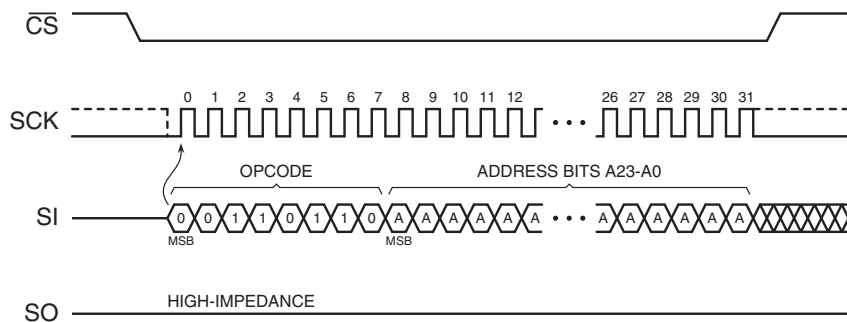 CS
0 1 2 3 4 5 6 7 8 9 10 11 12 26 27 28 29 30 31
SCK
OPCODE ADDRESS BITS A23-A0
SI 0 0 1 1 0 1 1 0 A A A A A A A A A A A A
MSB MSB
HIGH-IMPEDANCE
SO